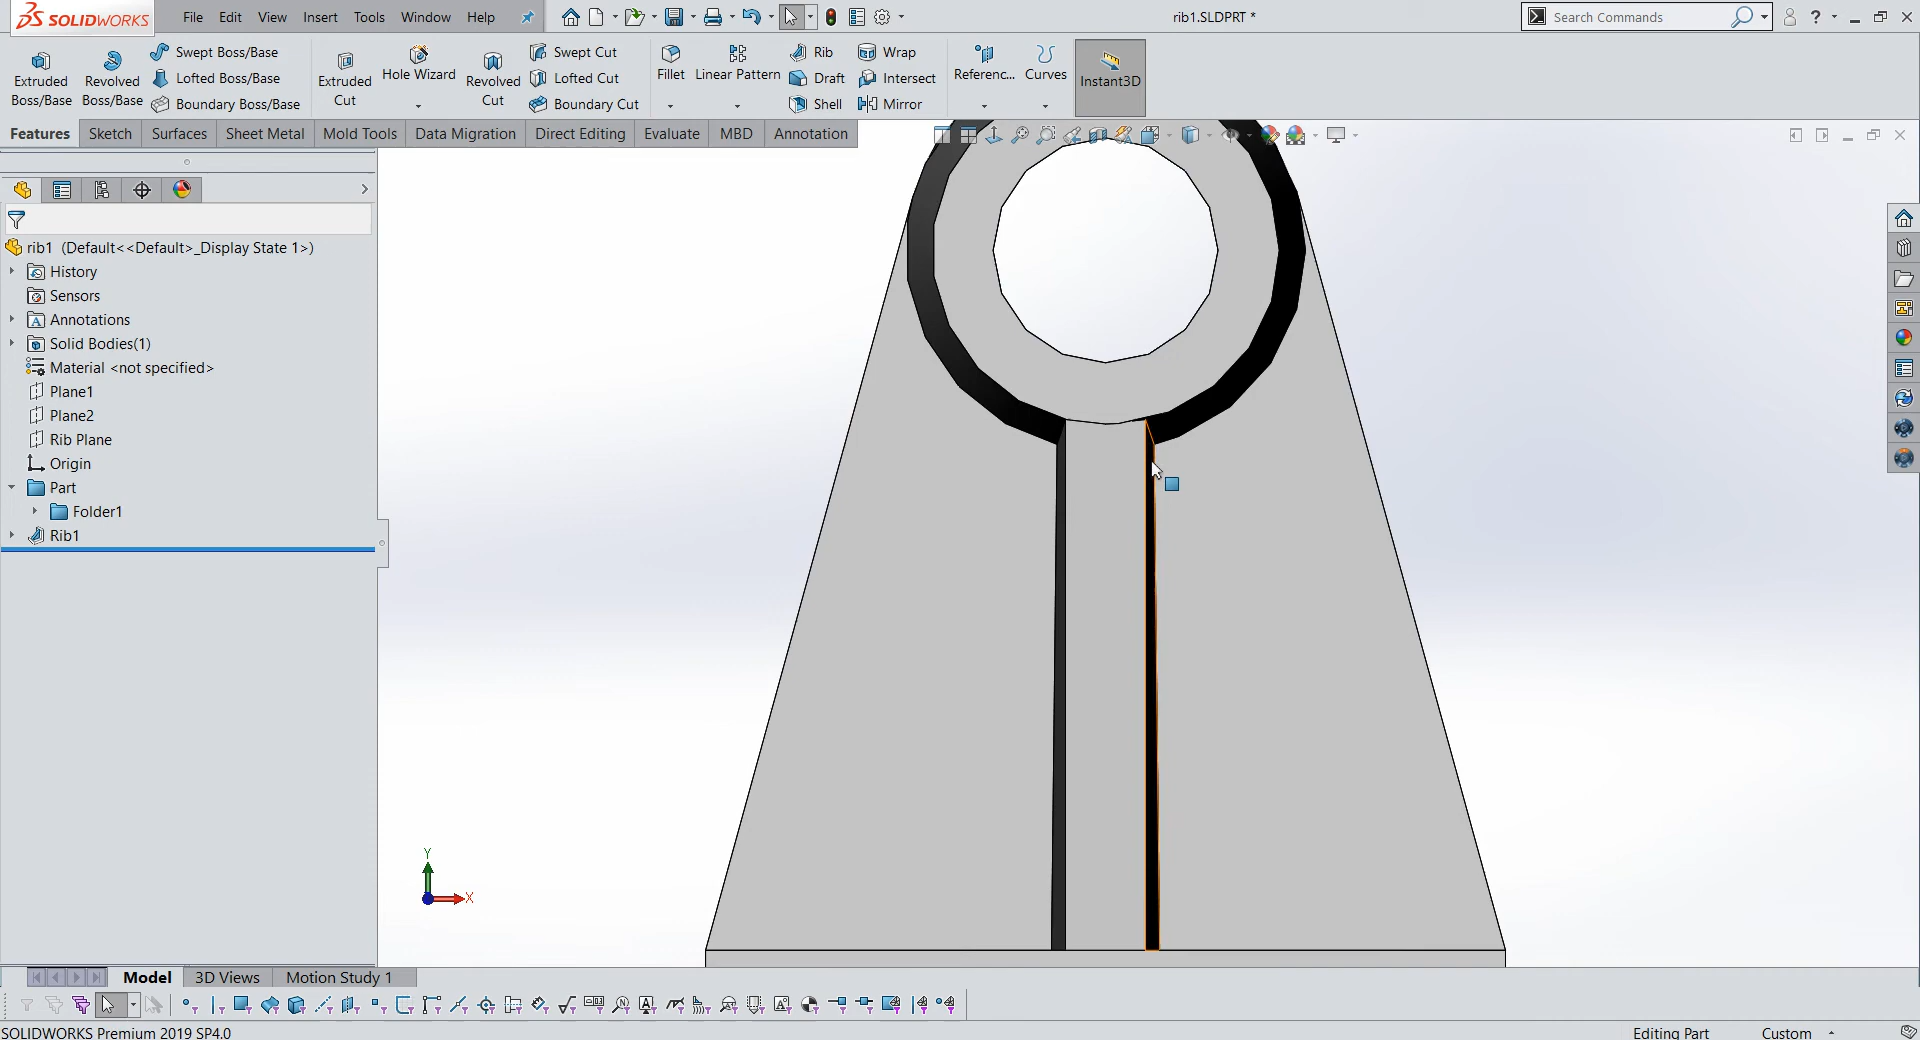 SOLIDWORKS File Edit View Insert Tools Window Help rib1.SLDPRT * Search Commands
Extruded Boss/Base
Revolved Boss/Base
Swept Boss/Base
Lofted Boss/Base
Boundary Boss/Base
Extruded Cut
Hole Wizard
Revolved Cut
Swept Cut
Lofted Cut
Boundary Cut
Fillet
Linear Pattern
Rib
Draft
Shell
Wrap
Intersect
Mirror
Referenc...
Curves
Instant3D
Features Sketch Surfaces Sheet Metal Mold Tools Data Migration Direct Editing Evaluate MBD Annotation
rib1 (Default<<Default>_Display State 1>)
History
Sensors
Annotations
Solid Bodies(1)
Material <not specified>
Plane1
Plane2
Rib Plane
Origin
Part
Folder1
Rib1
Y
X
Model 3D Views Motion Study 1
SOLIDWORKS Premium 2019 SP4.0 Editing Part Custom